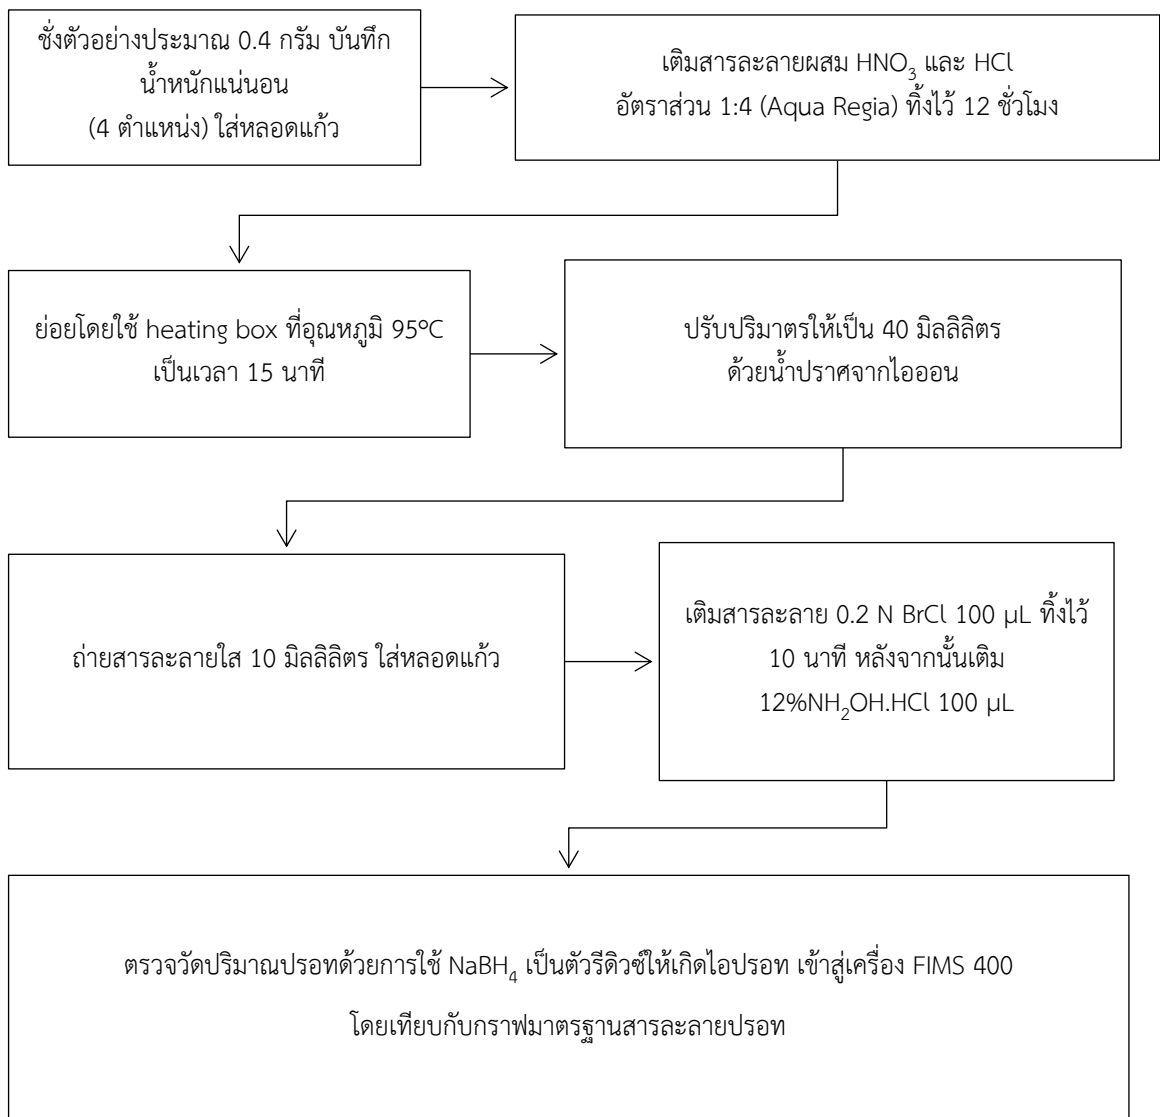 ชั่งตัวอย่างประมาณ 0.4 กรัม บันทึก
น้ำหนักแน่นอน
(4 ตำแหน่ง) ใส่หลอดแก้ว
เติมสารละลายผสม HNO₃ และ HCl
อัตราส่วน 1:4 (Aqua Regia) ทิ้งไว้ 12 ชั่วโมง
ย่อยโดยใช้ heating box ที่อุณหภูมิ 95ºC
เป็นเวลา 15 นาที
ปรับปริมาตรให้เป็น 40 มิลลิลิตร
ด้วยน้ำปราศจากไอออน
ถ่ายสารละลายใส 10 มิลลิลิตร ใส่หลอดแก้ว
เติมสารละลาย 0.2 N BrCl 100 µL ทิ้งไว้
10 นาที หลังจากนั้นเติม
12%NH₂OH.HCl 100 µL
ตรวจวัดปริมาณปรอทด้วยการใช้ NaBH₄ เป็นตัวรีดิวซ์ให้เกิดไอปรอท เข้าสู่เครื่อง FIMS 400
โดยเทียบกับกราฟมาตรฐานสารละลายปรอท